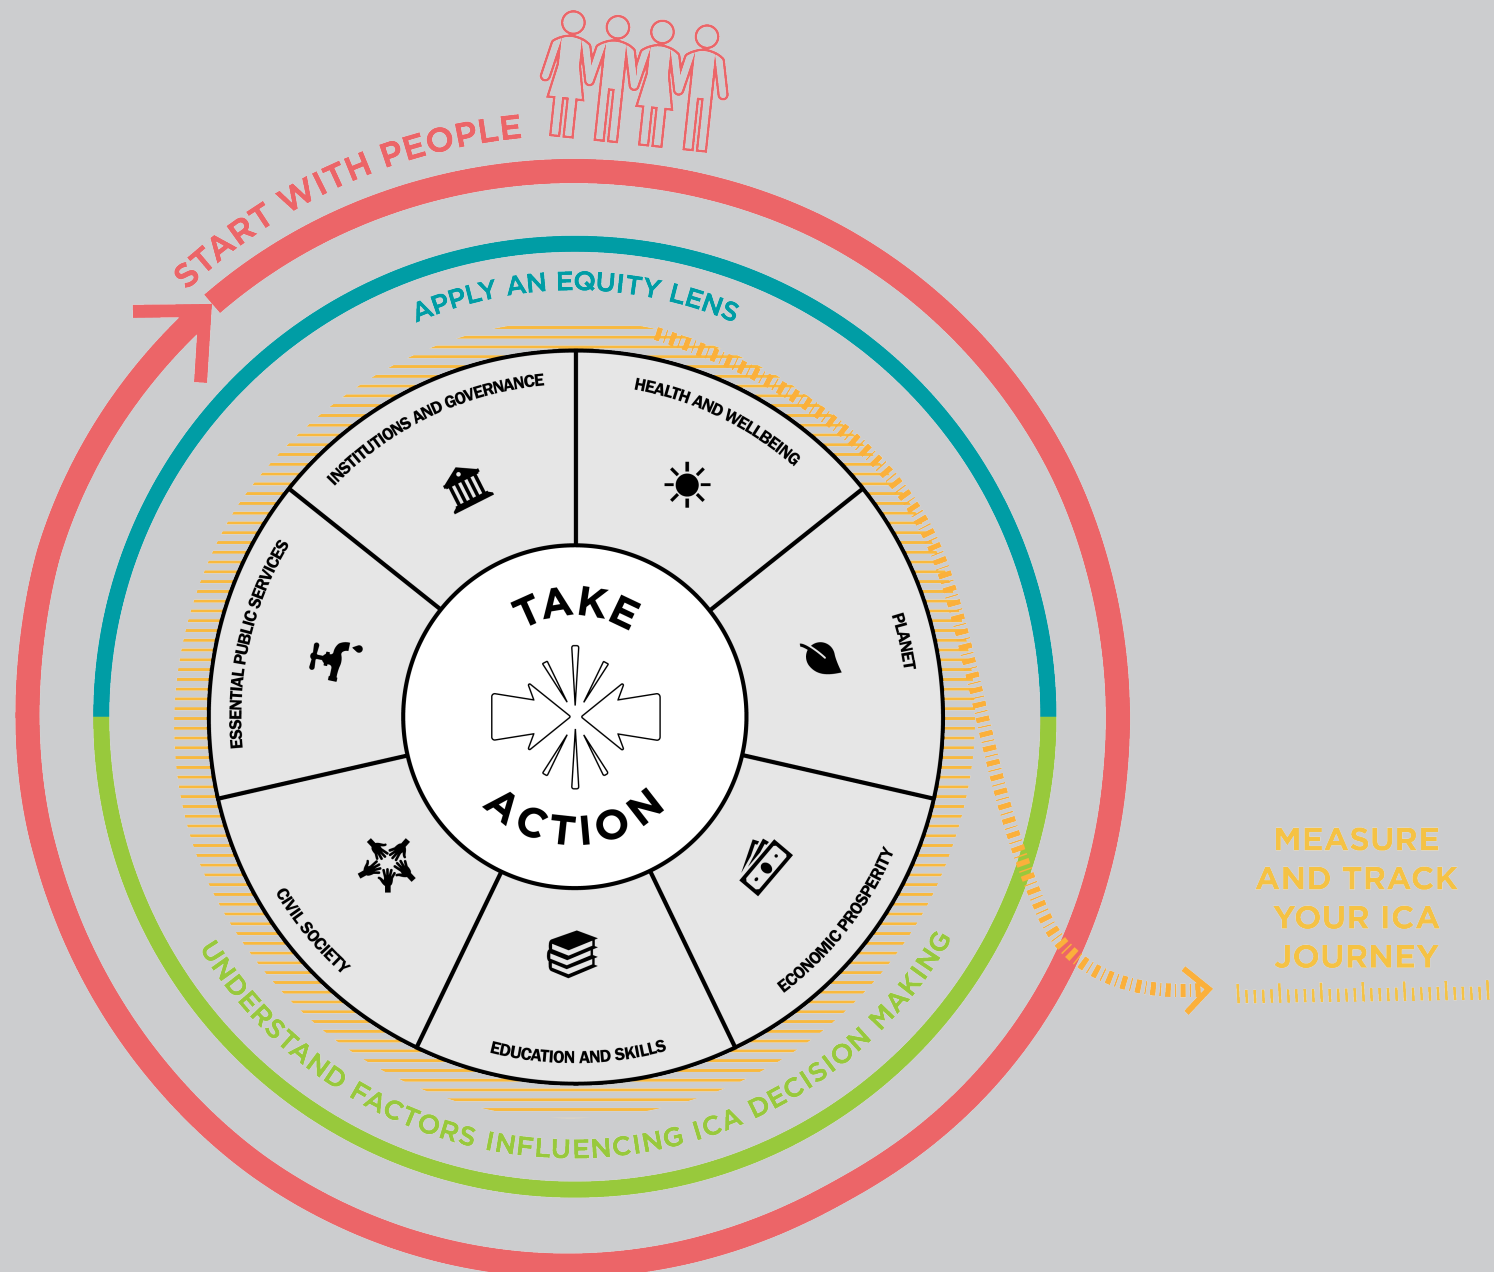 START WITH PEOPLE
APPLY AN EQUITY LENS
INSTITUTIONS AND GOVERNANCE
HEALTH AND WELLBEING
ESSENTIAL PUBLIC SERVICES
PLANET
TAKE
ACTION
CIVIL SOCIETY
ECONOMIC PROSPERITY
EDUCATION AND SKILLS
UNDERSTAND FACTORS INFLUENCING ICA DECISION MAKING
MEASURE
AND TRACK
YOUR ICA
JOURNEY